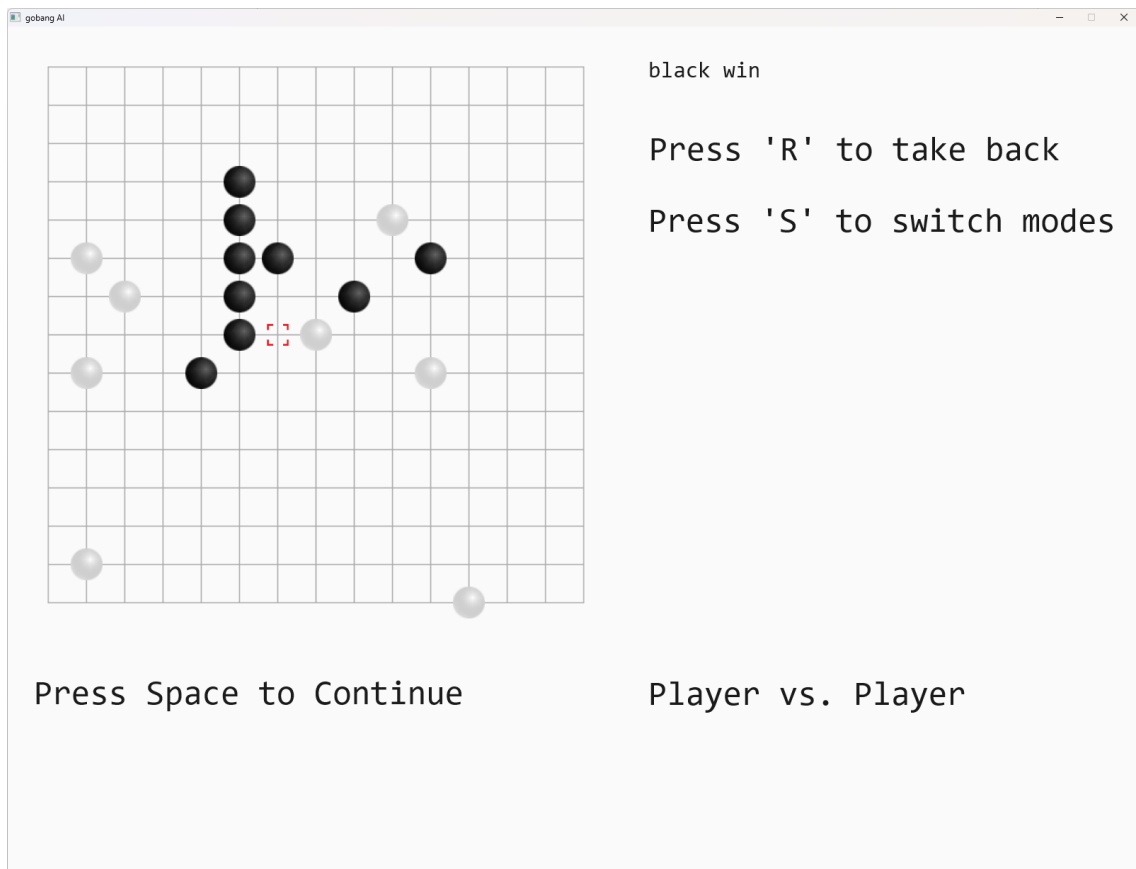 gobang AI
black win
Press 'R' to take back
Press 'S' to switch modes
Press Space to Continue
Player vs. Player